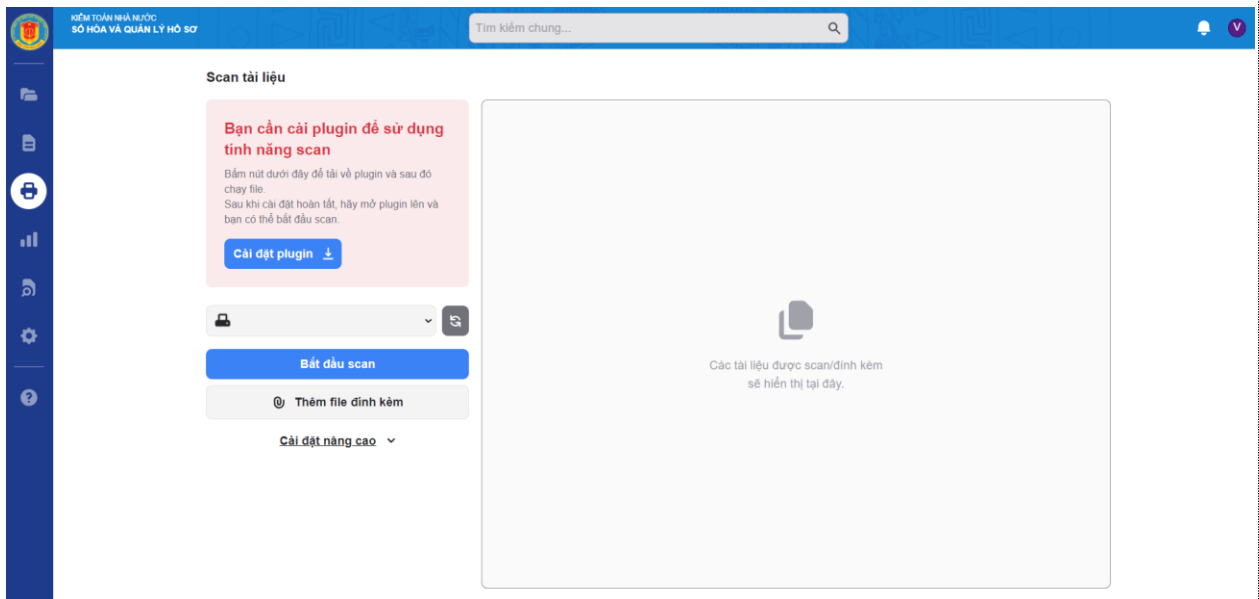 KIỂM TOÁN NHÀ NƯỚC
SỐ HÓA VÀ QUẢN LÝ HỒ SƠ
Tìm kiếm chung...
V
Scan tài liệu
Bạn cần cài plugin để sử dụng
tính năng scan
Bấm nút dưới đây để tải về plugin và sau đó
chạy file.
Sau khi cài đặt hoàn tất, hãy mở plugin lên và
bạn có thể bắt đầu scan.
Cài đặt plugin
Bắt đầu scan
Thêm file đính kèm
Cài đặt nâng cao
Các tài liệu được scan/đính kèm
sẽ hiển thị tại đây.